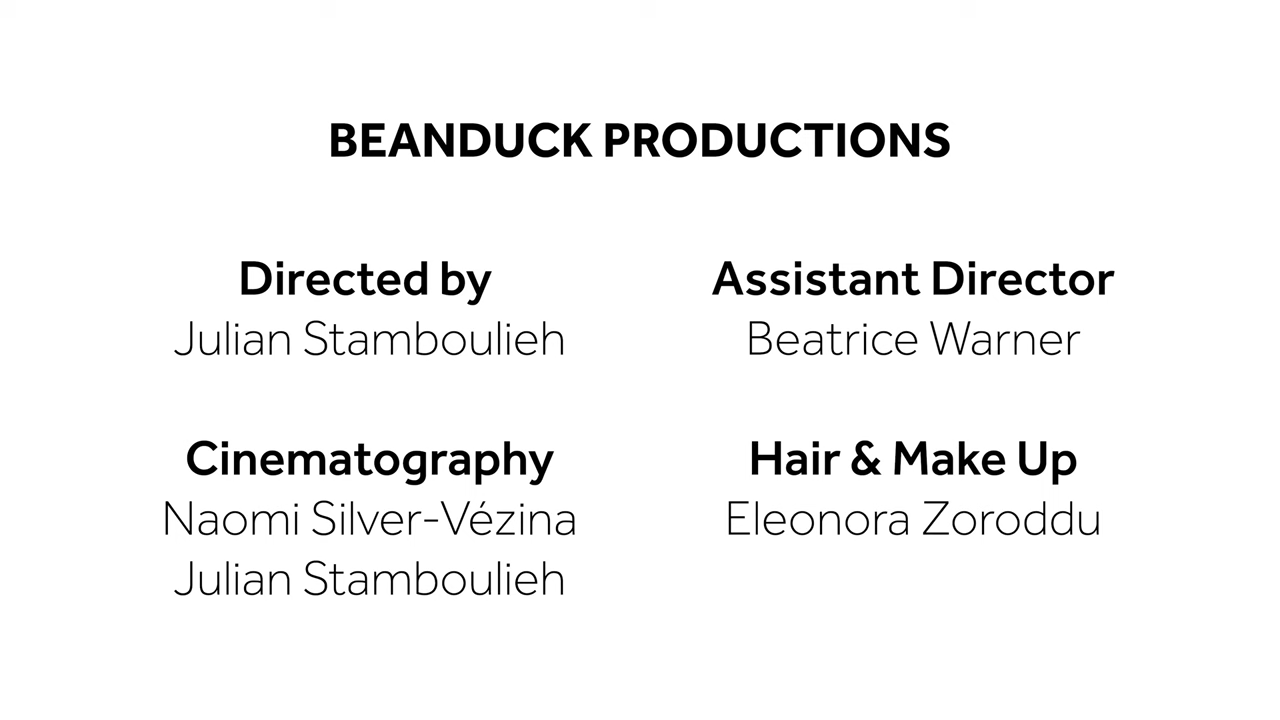 BEANDUCK PRODUCTIONS
Directed by
Julian Stamboulieh
Assistant Director
Beatrice Warner
Cinematography
Naomi Silver-Vézina
Julian Stamboulieh
Hair & Make Up
Eleonora Zoroddu